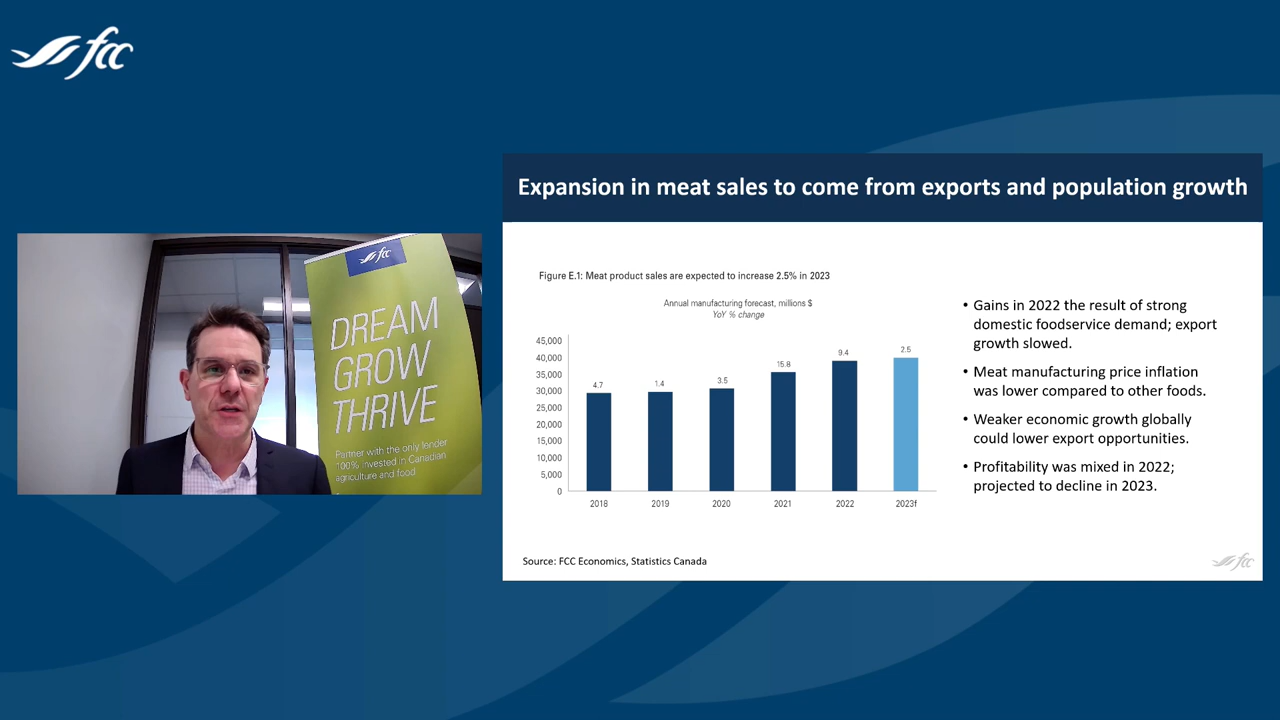 fcc
fcc
DREAM
GROW
THRIVE
Partner with the only lender
100% invested in Canadian
agriculture and food
Expansion in meat sales to come from exports and population growth
Figure E.1: Meat product sales are expected to increase 2.5% in 2023
Annual manufacturing forecast, millions $
YoY % change
45,000
40,000
35,000
30,000
25,000
20,000
15,000
10,000
5,000
0
4.7
1.4
3.5
15.8
9.4
2.5
2018
2019
2020
2021
2022
2023f
• Gains in 2022 the result of strong
domestic foodservice demand; export
growth slowed.
• Meat manufacturing price inflation
was lower compared to other foods.
• Weaker economic growth globally
could lower export opportunities.
• Profitability was mixed in 2022;
projected to decline in 2023.
Source: FCC Economics, Statistics Canada
fcc